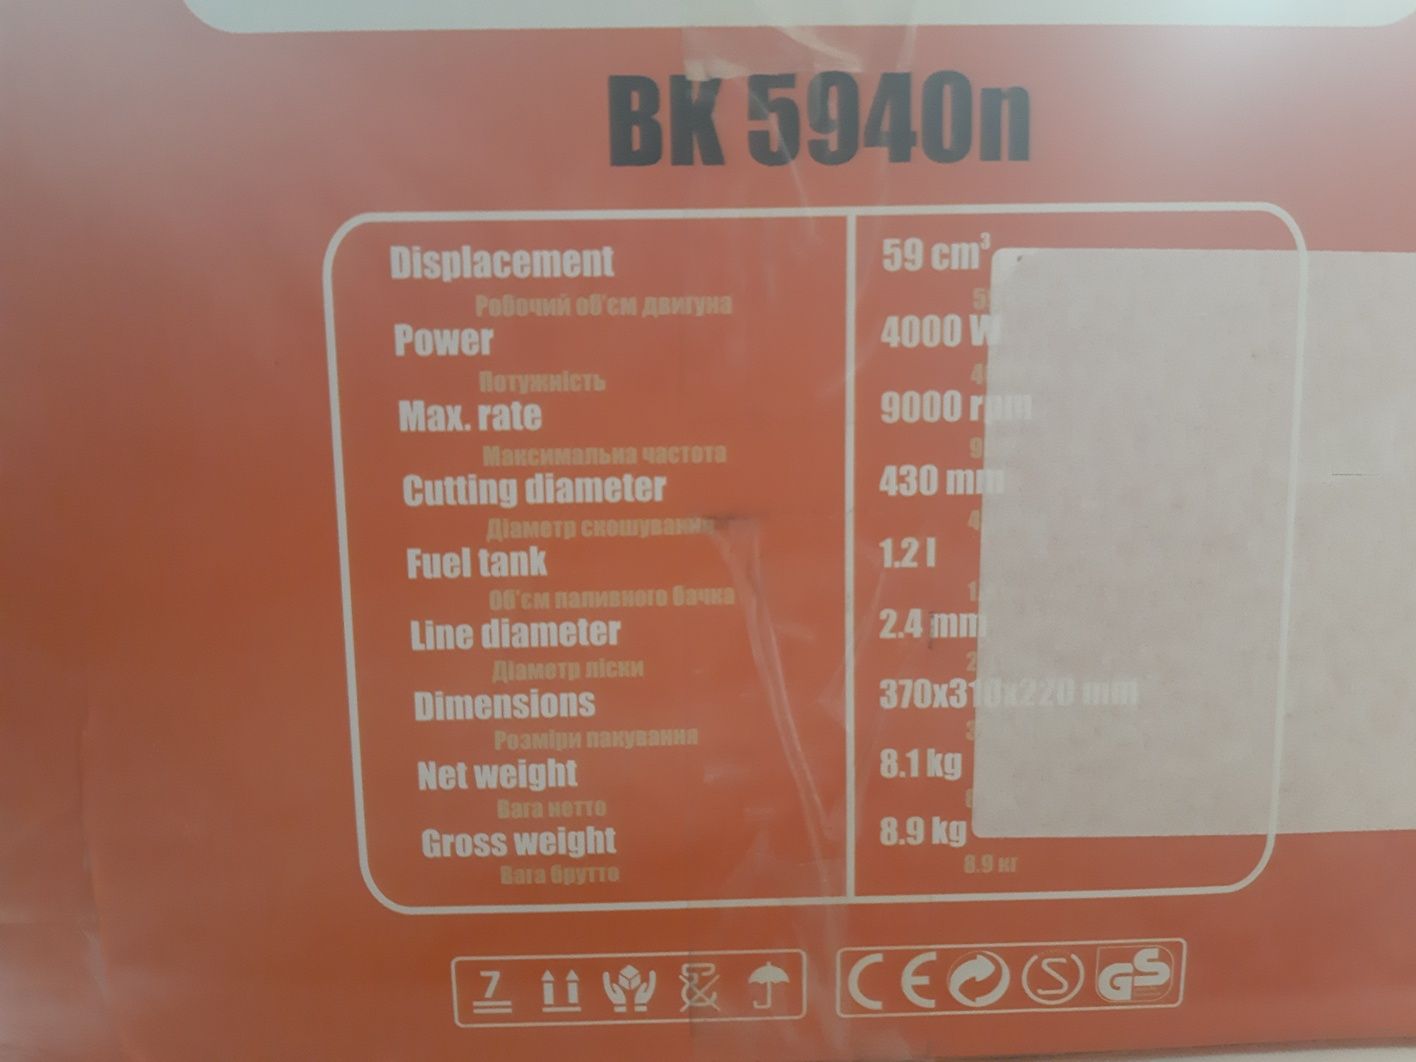 BK 5940n
Displacement 59 cm³
Робочий об'єм двигуна
Power 4000 W
Потужність
Max. rate 9000 rpm
Максимальна частота
Cutting diameter 430 mm
Діаметр скошування
Fuel tank 1.2 l
Об'єм паливного бачка
Line diameter 2.4 mm
Діаметр ліски
Dimensions 370x310x220 mm
Розміри пакування
Net weight 8.1 kg
Вага нетто
Gross weight 8.9 kg
Вага брутто 8.9 кг
7 CE S GS